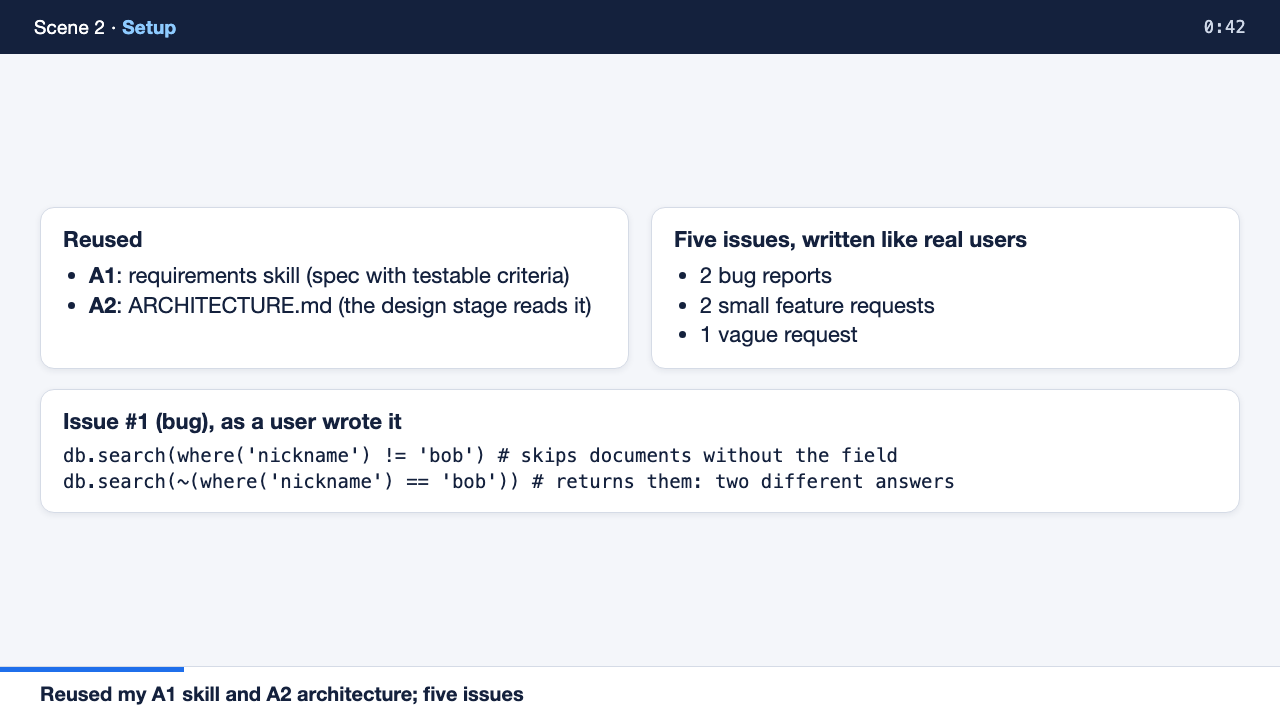 Scene 2 · Setup
0:42
Reused
• A1: requirements skill (spec with testable criteria)
• A2: ARCHITECTURE.md (the design stage reads it)
Five issues, written like real users
• 2 bug reports
• 2 small feature requests
• 1 vague request
Issue #1 (bug), as a user wrote it
db.search(where('nickname') != 'bob') # skips documents without the field
db.search(~(where('nickname') == 'bob')) # returns them: two different answers
Reused my A1 skill and A2 architecture; five issues